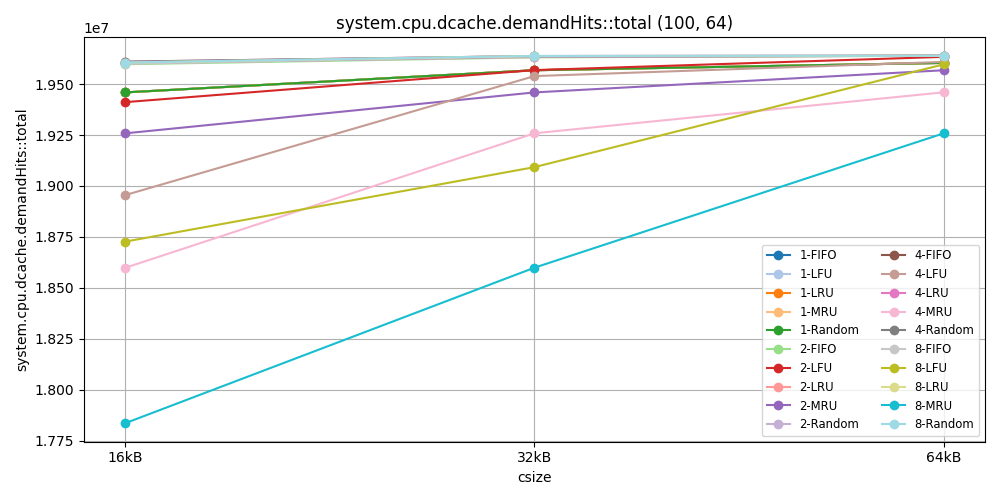 system.cpu.dcache.demandHits::total (100, 64)
1e7
1.950
1.925
1.900
1.875
1.850
1.825
1.800
1.775
system.cpu.dcache.demandHits::total
16kB
32kB
64kB
csize
1-FIFO
1-LFU
1-LRU
1-MRU
1-Random
2-FIFO
2-LFU
2-LRU
2-MRU
2-Random
4-FIFO
4-LFU
4-LRU
4-MRU
4-Random
8-FIFO
8-LFU
8-LRU
8-MRU
8-Random